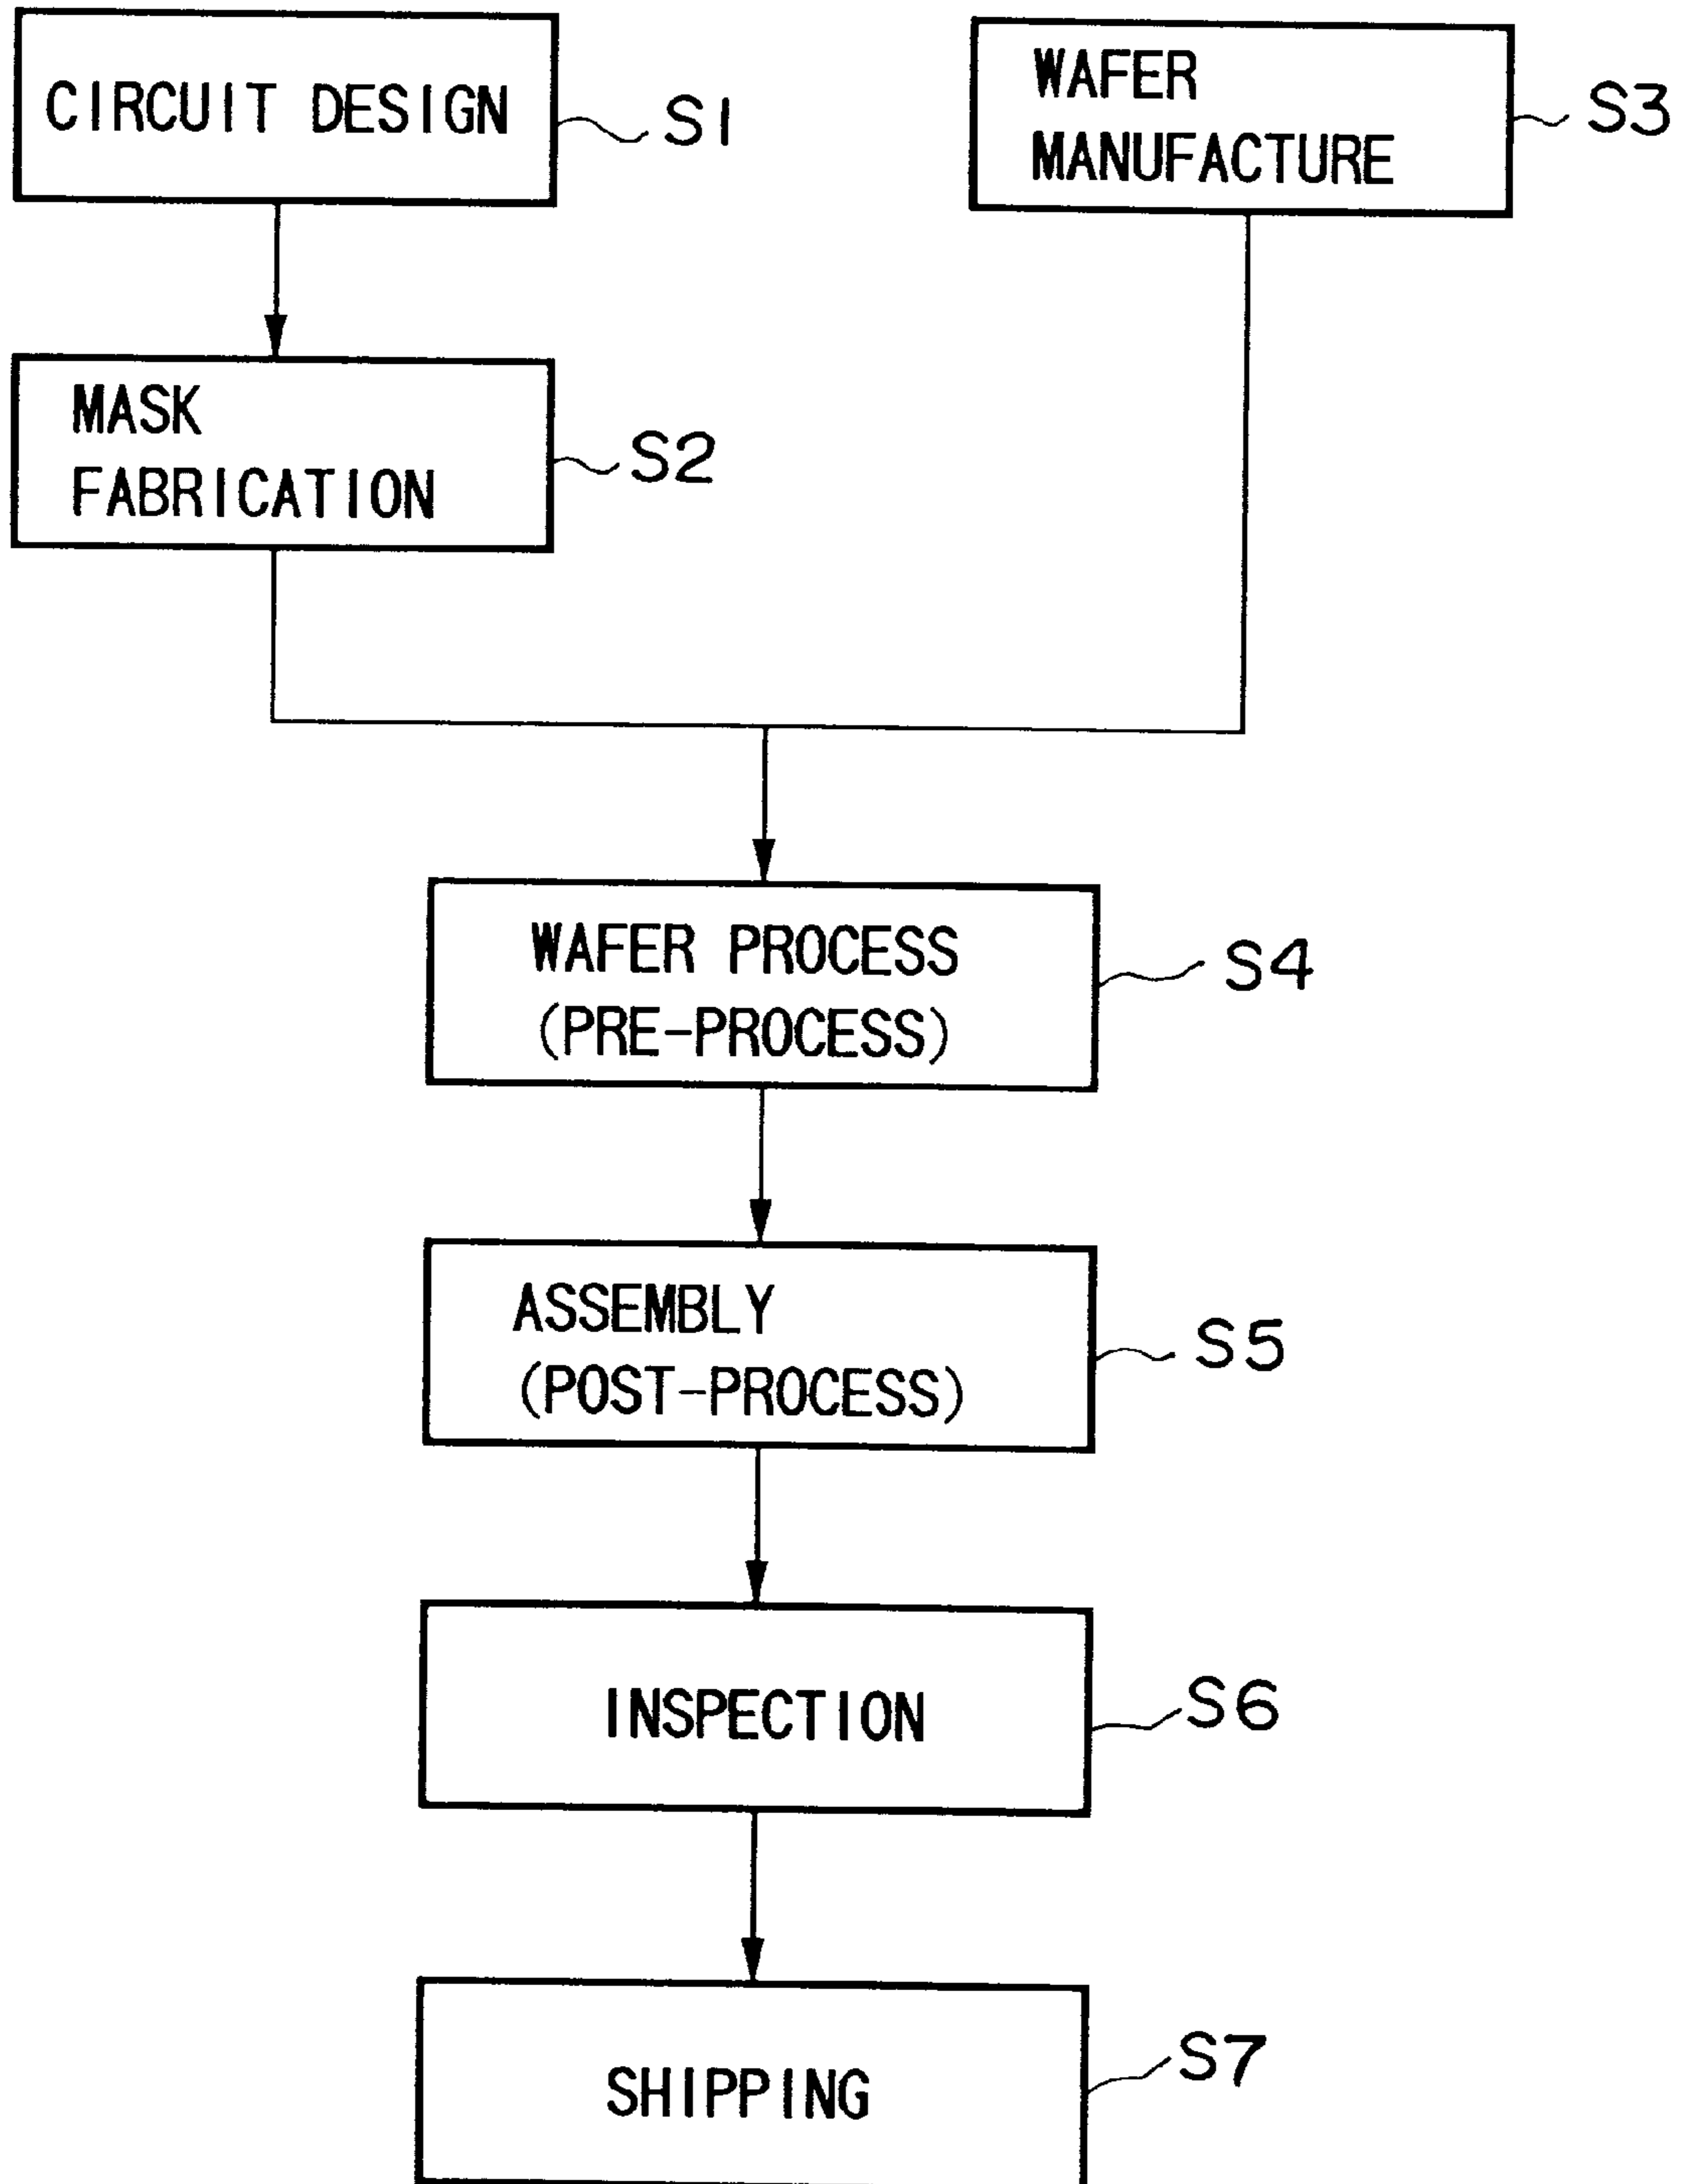 CIRCUIT DESIGN
S1
WAFER
MANUFACTURE
S3
MASK
FABRICATION
S2
WAFER PROCESS
(PRE-PROCESS)
S4
ASSEMBLY
(POST-PROCESS)
S5
INSPECTION
S6
SHIPPING
S7